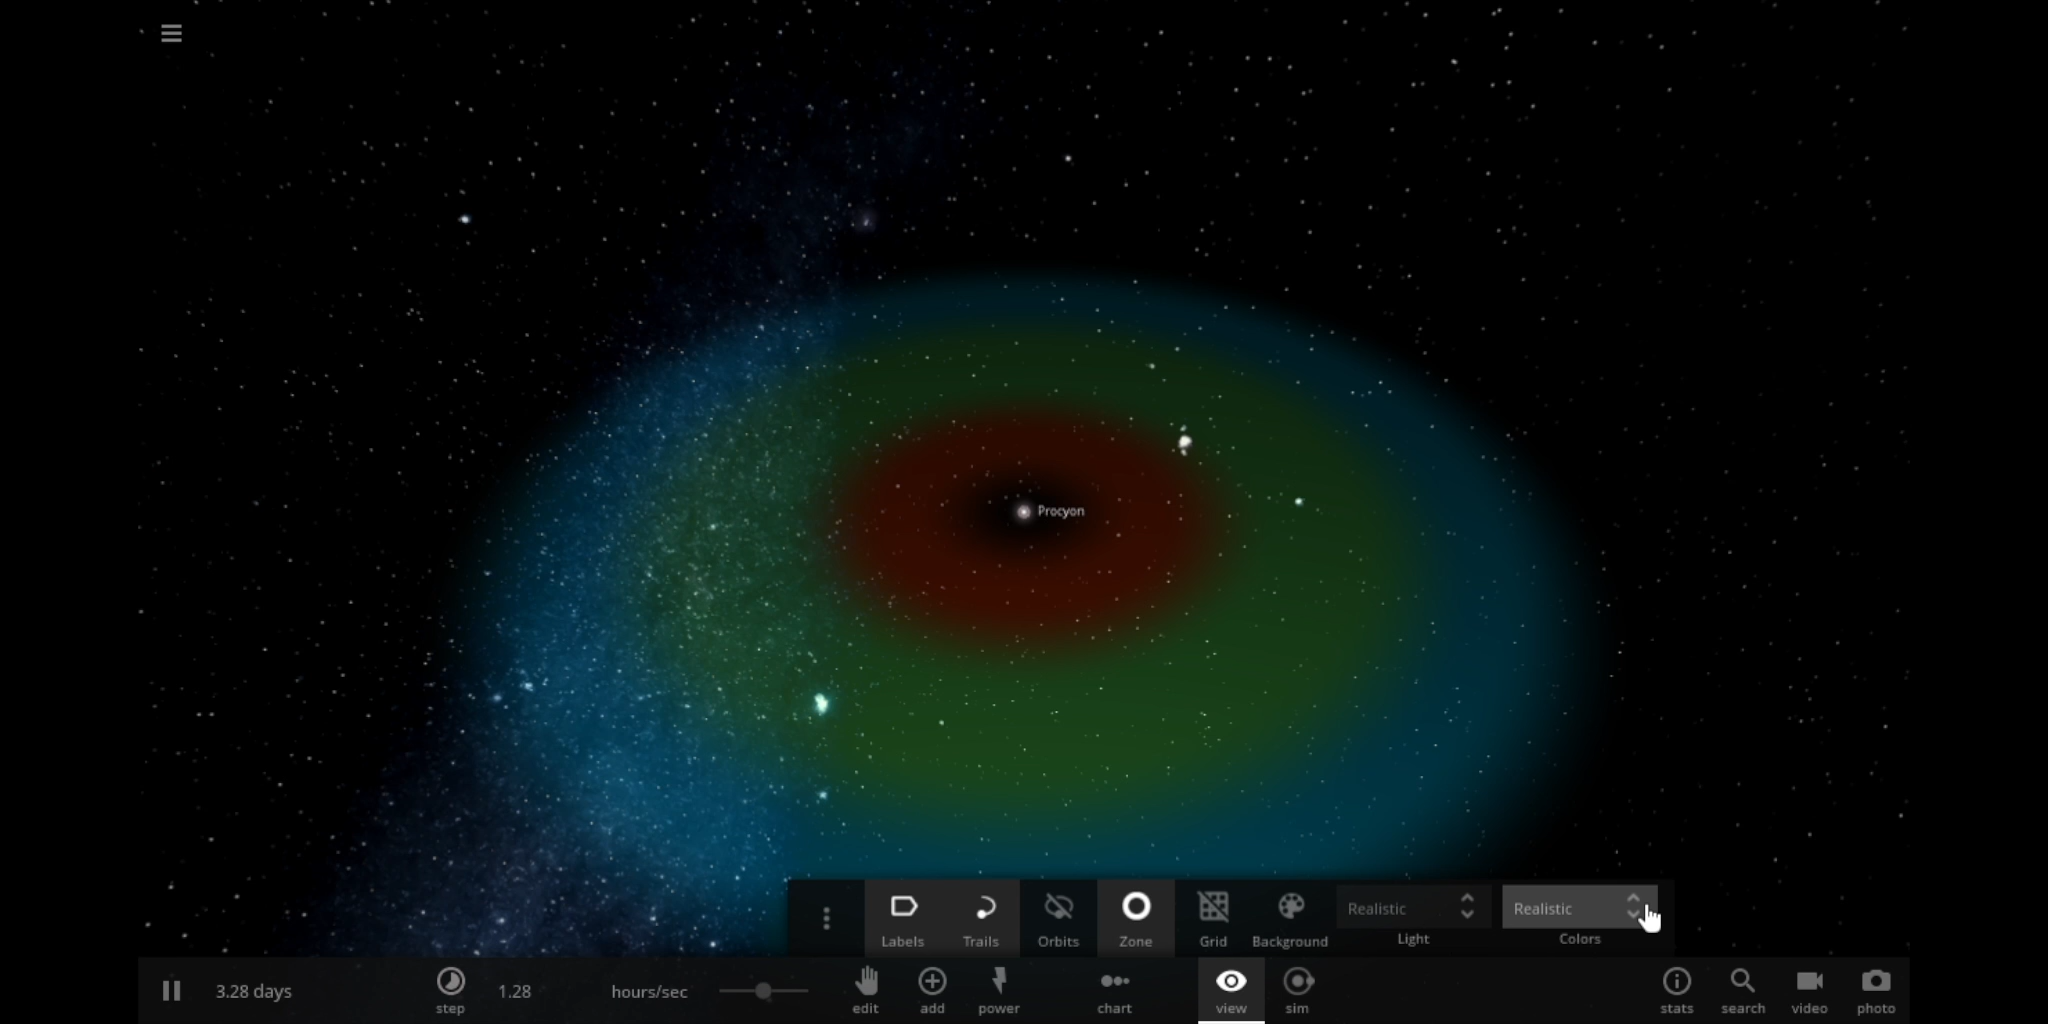 Procyon
Labels
Trails
Orbits
Zone
Grid
Background
Realistic
Light
Realistic
Colors
3.28 days
step
1.28
hours/sec
edit
add
power
chart
view
sim
stats
search
video
photo